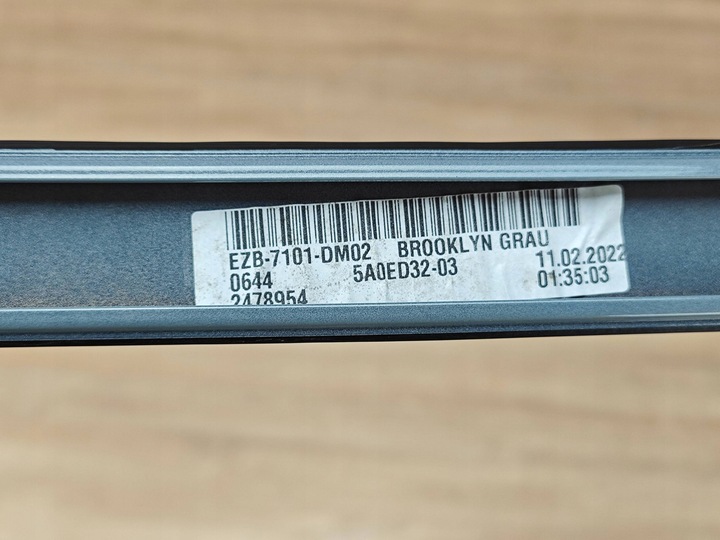 EZB-7101-DM02 BROOKLYN GRAU 11.02.2022
0644 5A0ED32-03 01:35:03
2478954